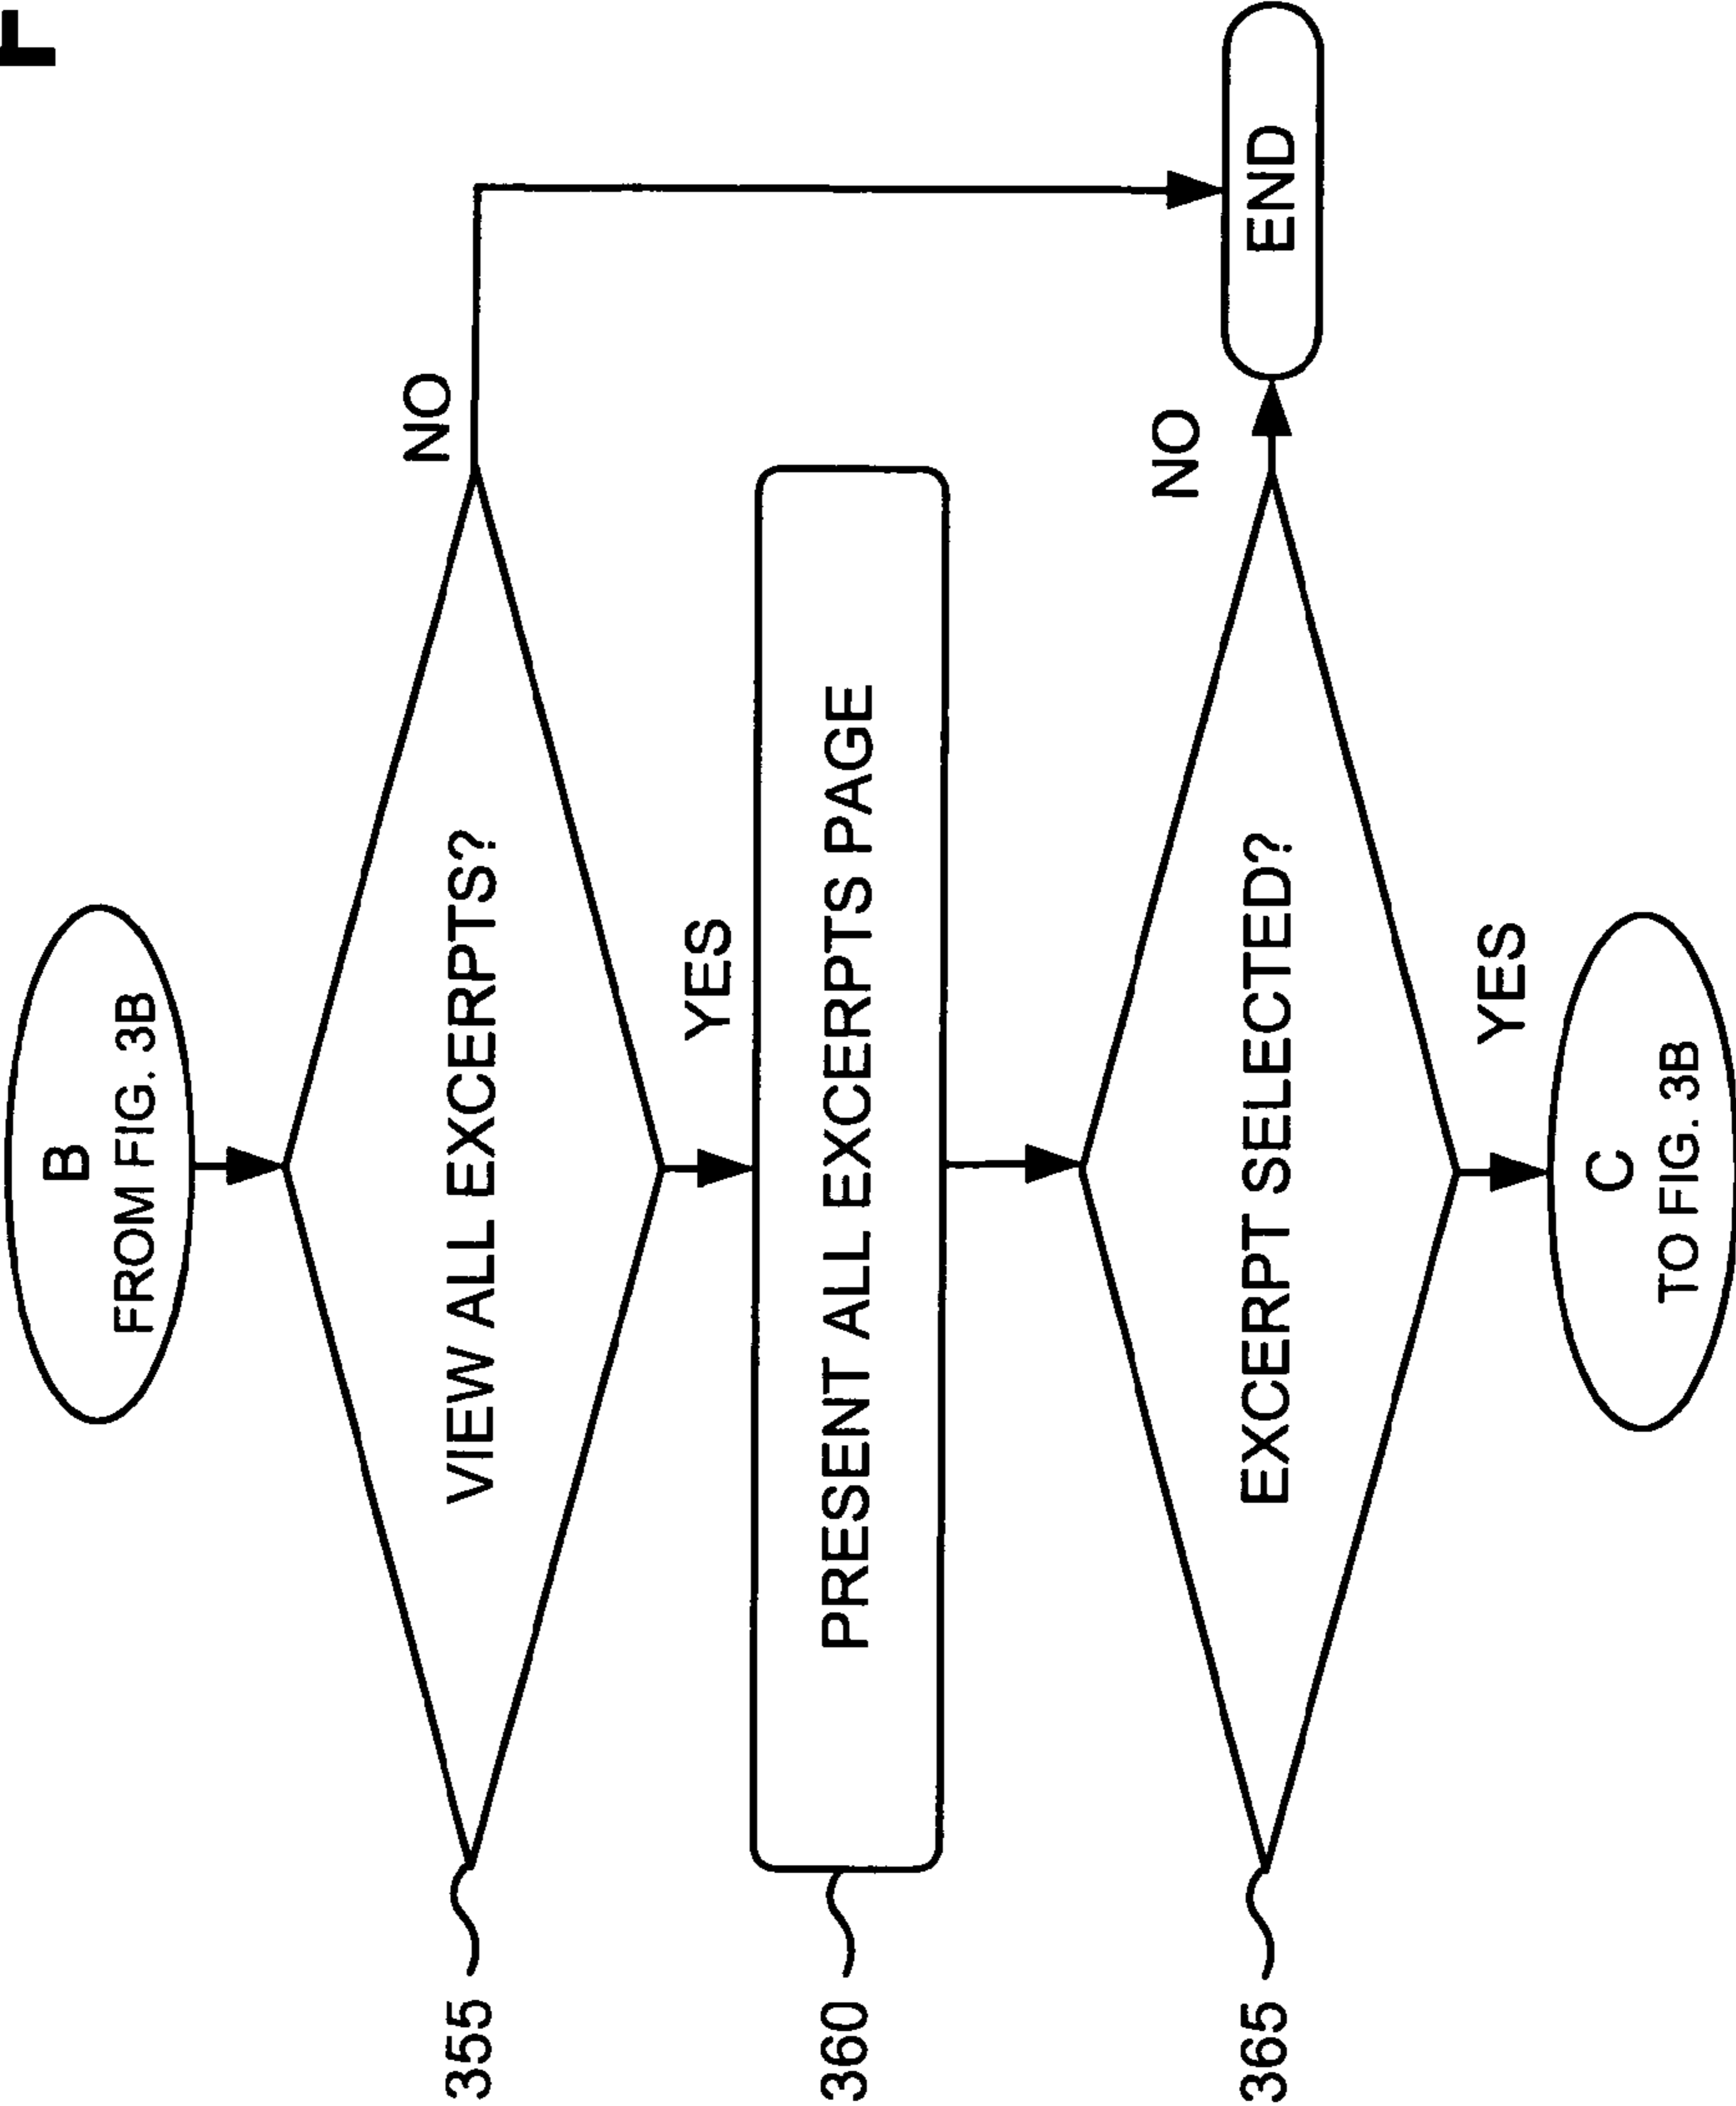 B
FROM FIG. 3B
355
VIEW ALL EXCERPTS?
NO
YES
360
PRESENT ALL EXCERPTS PAGE
365
EXCERPT SELECTED?
NO
END
YES
C
TO FIG. 3B